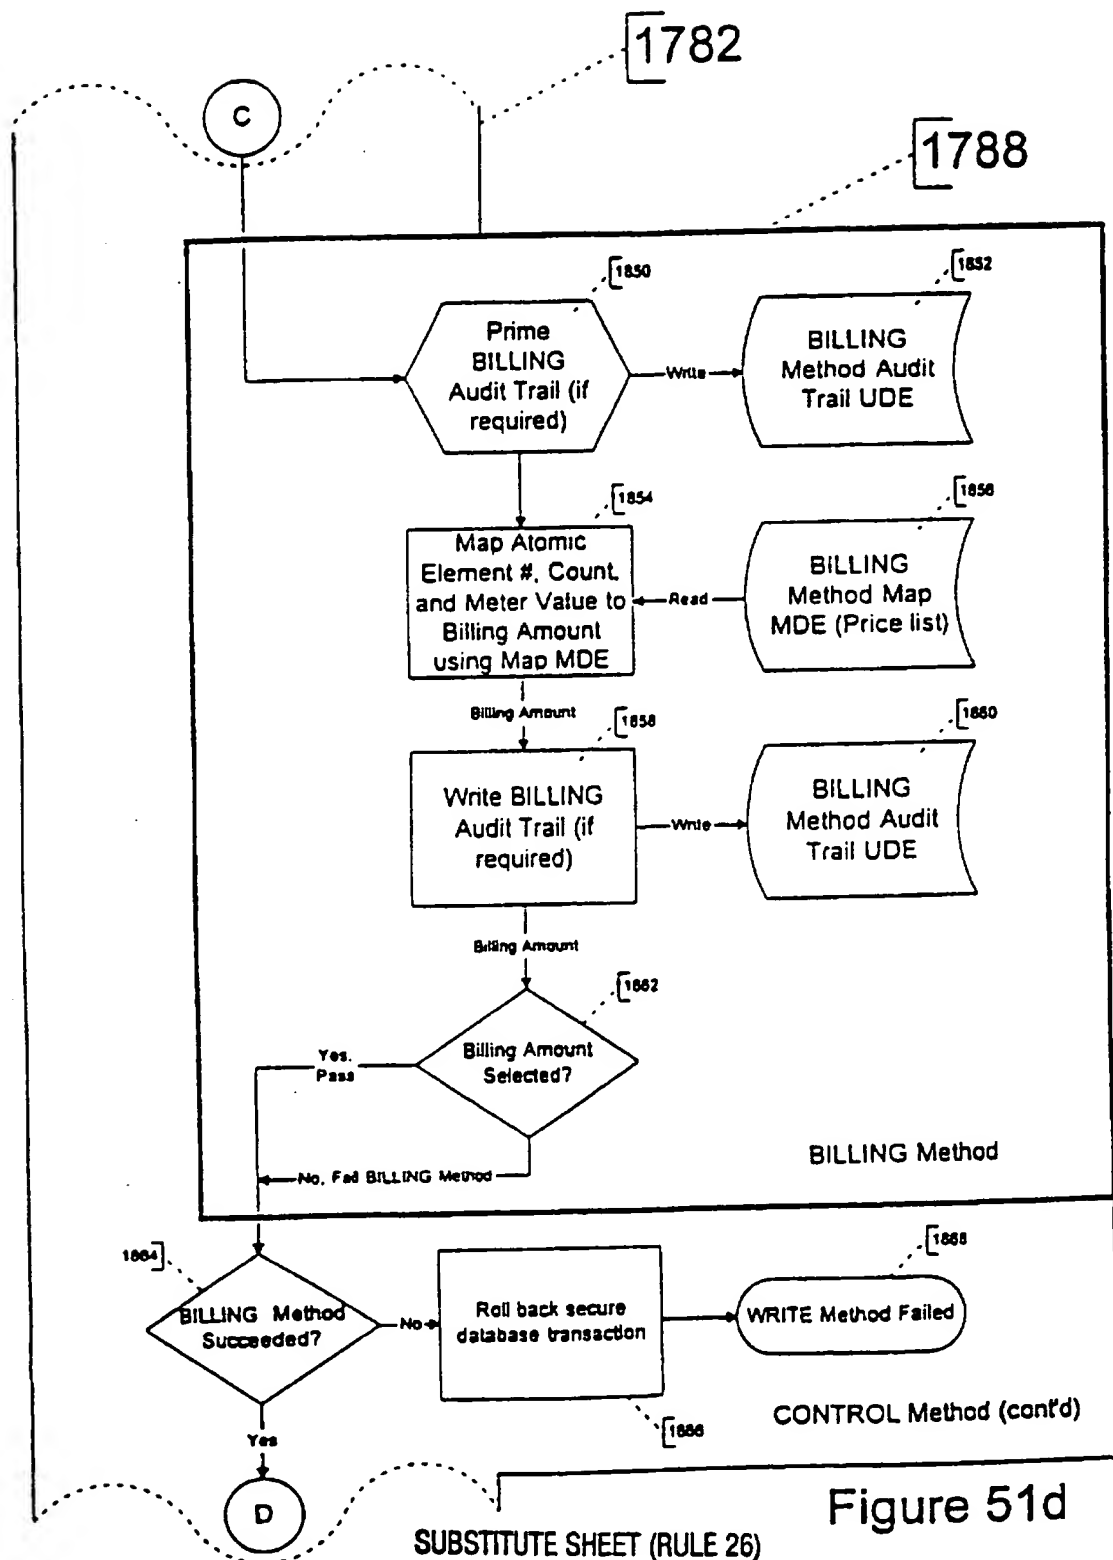 1782
C
1788
1850
Prime
BILLING
Audit Trail (if
required)
Write
1852
BILLING
Method Audit
Trail UDE
1854
Map Atomic
Element #, Count,
and Meter Value to
Billing Amount
using Map MDE
Read
1856
BILLING
Method Map
MDE (Price list)
Billing Amount
1858
Write BILLING
Audit Trail (if
required)
Write
1860
BILLING
Method Audit
Trail UDE
Billing Amount
1862
Billing Amount
Selected?
Yes,
Pass
No, Fail BILLING Method
BILLING Method
1864
BILLING Method
Succeeded?
No
Roll back secure
database transaction
1866
1868
WRITE Method Failed
CONTROL Method (cont'd)
Yes
D
Figure 51d
SUBSTITUTE SHEET (RULE 26)